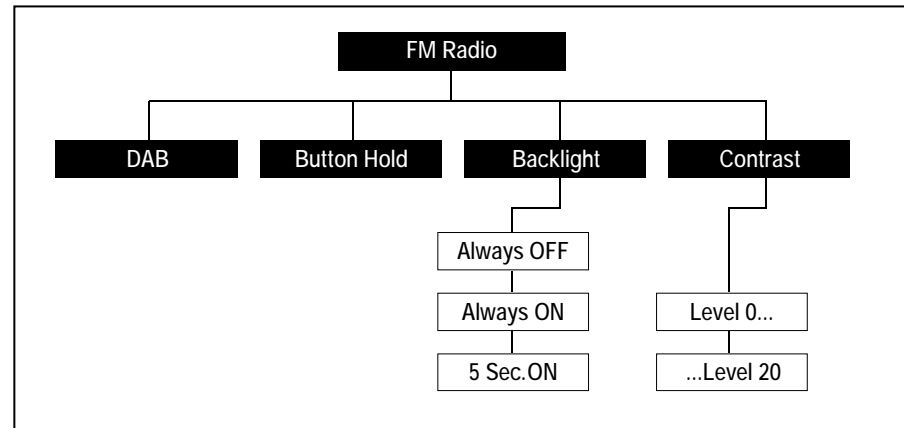 FM Radio
DAB
Button Hold
Backlight
Contrast
Always OFF
Always ON
5 Sec.ON
Level 0...
...Level 20